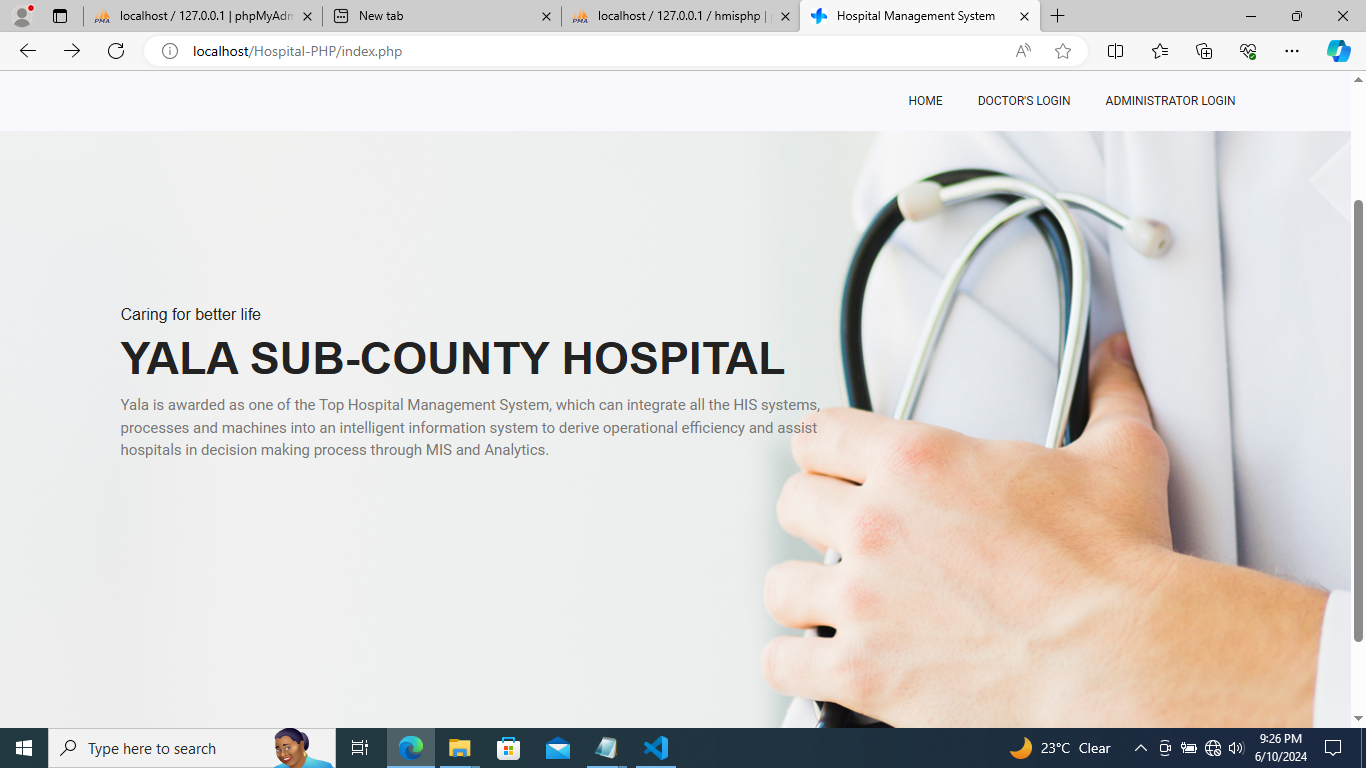 localhost / 127.0.0.1 | phpMyAdm
New tab
localhost / 127.0.0.1 / hmisphp | p
Hospital Management System
localhost/Hospital-PHP/index.php
HOME
DOCTOR'S LOGIN
ADMINISTRATOR LOGIN
Caring for better life
YALA SUB-COUNTY HOSPITAL
Yala is awarded as one of the Top Hospital Management System, which can integrate all the HIS systems,
processes and machines into an intelligent information system to derive operational efficiency and assist
hospitals in decision making process through MIS and Analytics.
Type here to search
23°C Clear
9:26 PM
6/10/2024